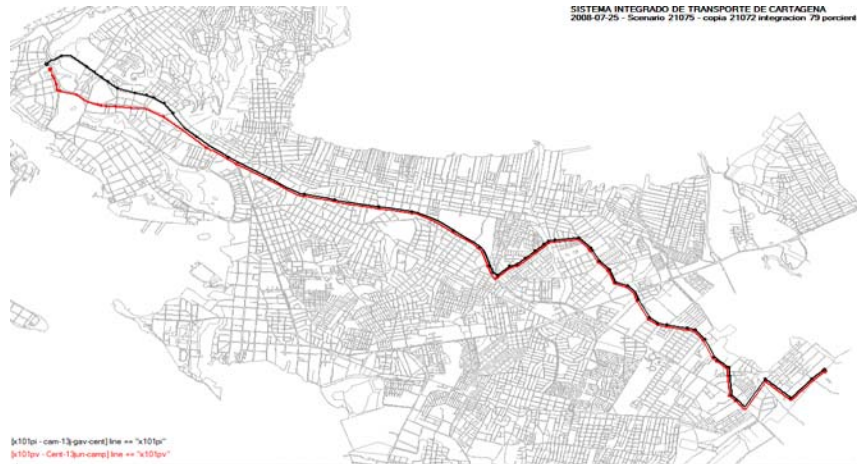 SISTEMA INTEGRADO DE TRANSPORTE DE CARTAGENA
2008-07-25 - Scenario 21075 - copia 21072 integracion 79 porcient
[x101pi - cam-13j-gav-cent] line == "x101pi"
[x101pv - Cent-13jun-camp] line == "x101pv"